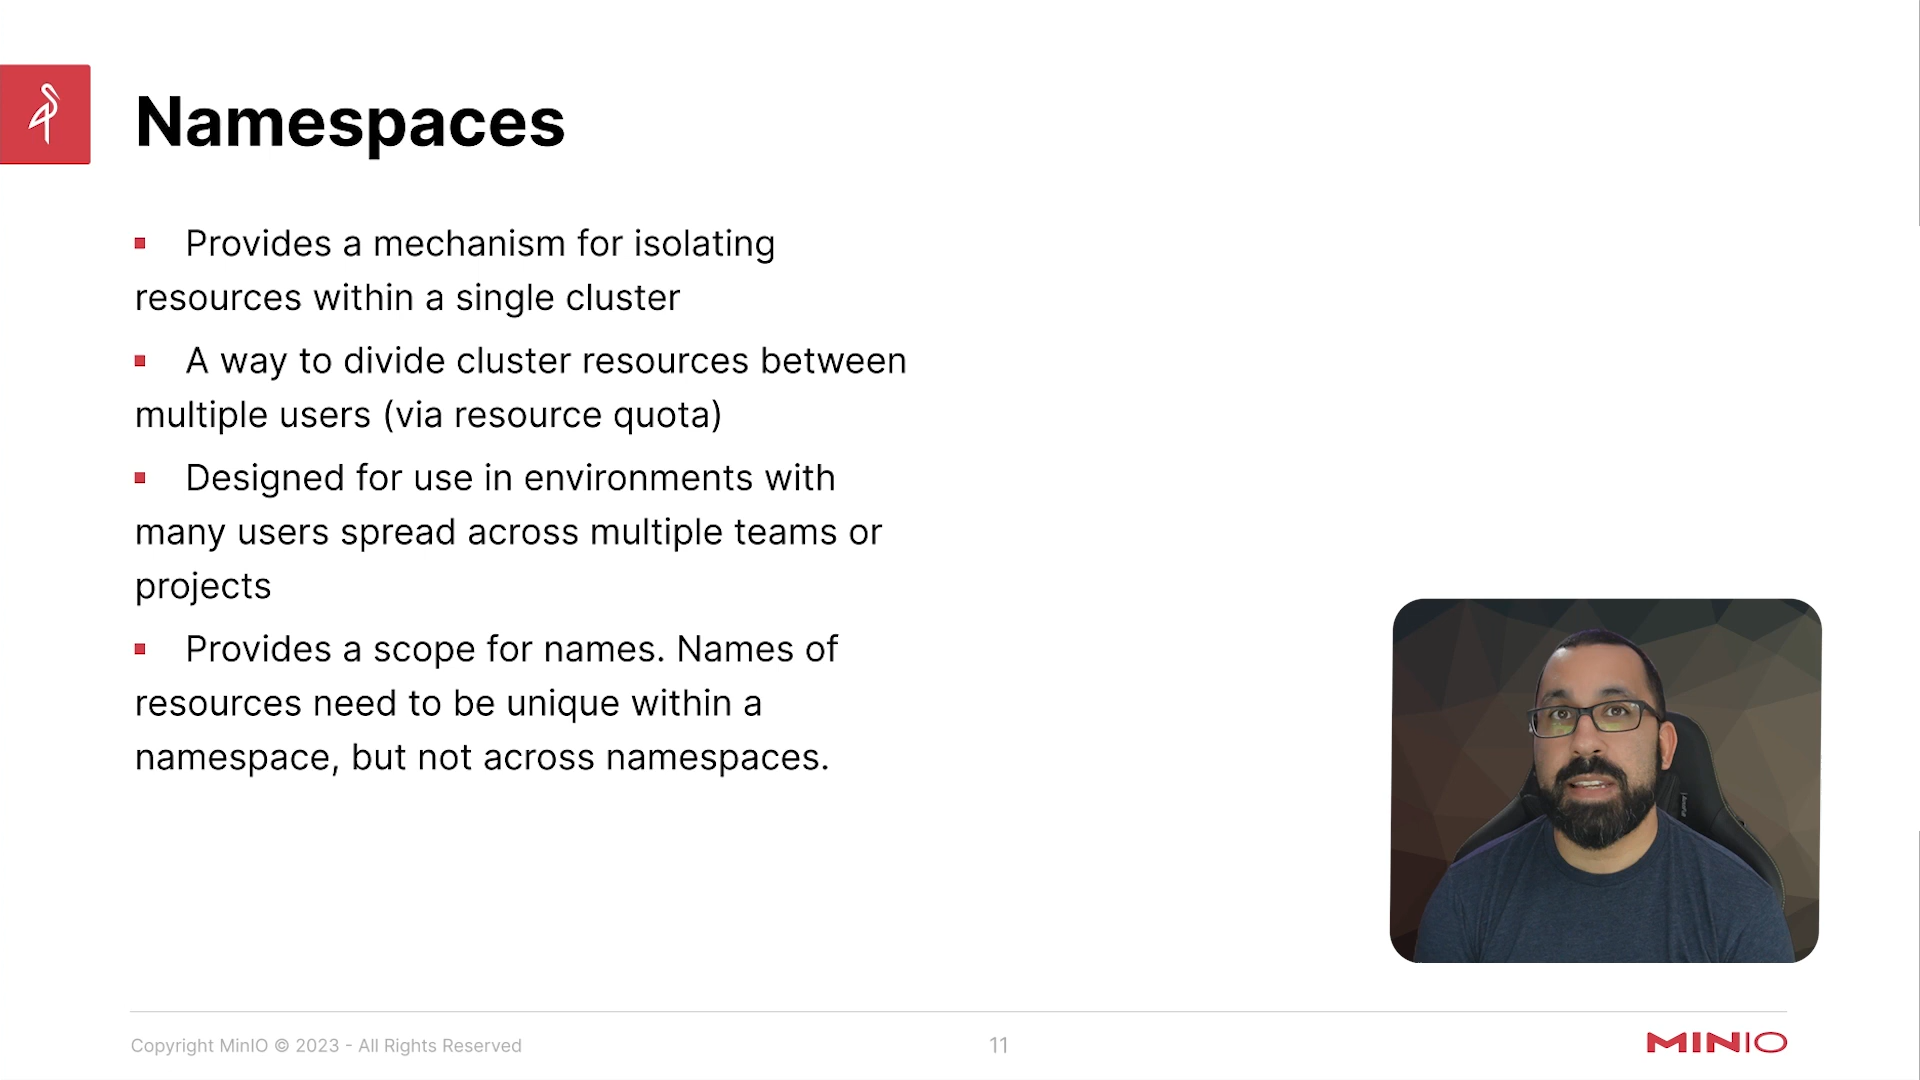 Namespaces
▪ Provides a mechanism for isolating
resources within a single cluster
▪ A way to divide cluster resources between
multiple users (via resource quota)
▪ Designed for use in environments with
many users spread across multiple teams or
projects
▪ Provides a scope for names. Names of
resources need to be unique within a
namespace, but not across namespaces.
Copyright MinIO © 2023 - All Rights Reserved
11
MINIO